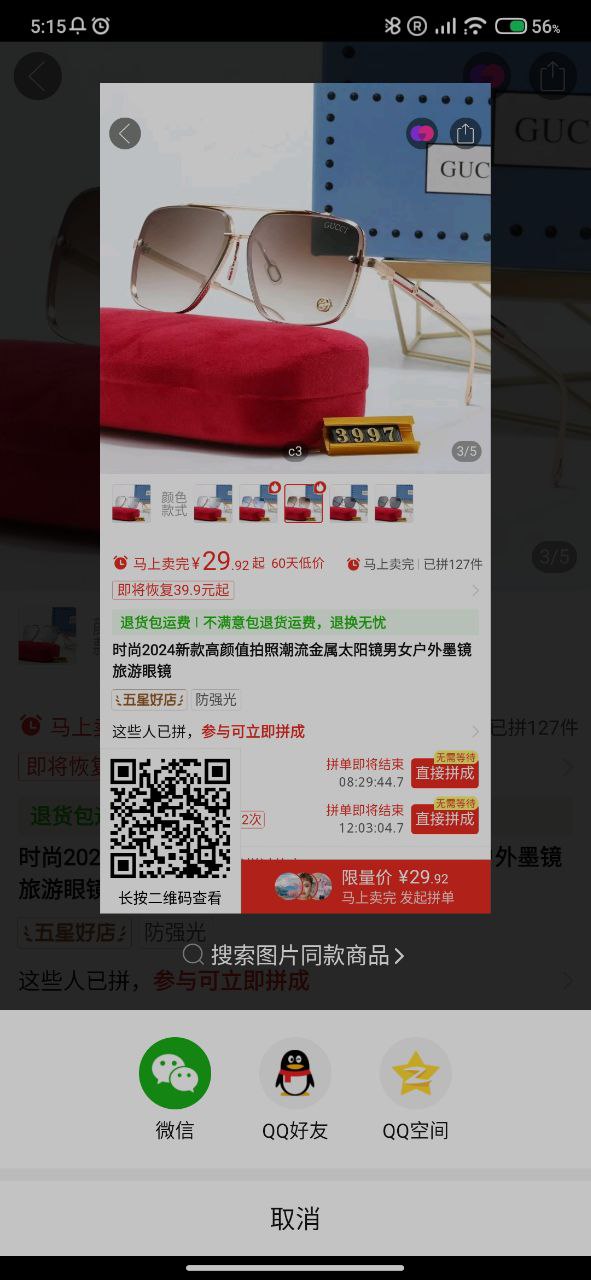 5:15
R
56%
GUCC
GUC
GUCCI
3997
c3
3/5
3/5
颜色
款式
马上卖完¥29.92起 60天低价
马上卖完
已拼127件
即将恢复39.9元起
退货包运费
不满意包退货运费，退换无忧
时尚2024新款高颜值拍照潮流金属太阳镜男女户外墨镜
旅游眼镜
五星好店
防强光
这些人已拼，参与可立即拼成
拼单即将结束
08:29:44.7
无需等待
直接拼成
2次
拼单即将结束
12:03:04.7
无需等待
直接拼成
长按二维码查看
限量价 ¥29.92
马上卖完 发起拼单
马上卖
已拼127件
即将恢复
退货包
时尚202
外墨镜
旅游眼镜
五星好店
防强光
搜索图片同款商品
这些人已拼，参与可立即拼成
微信
QQ好友
QQ空间
取消